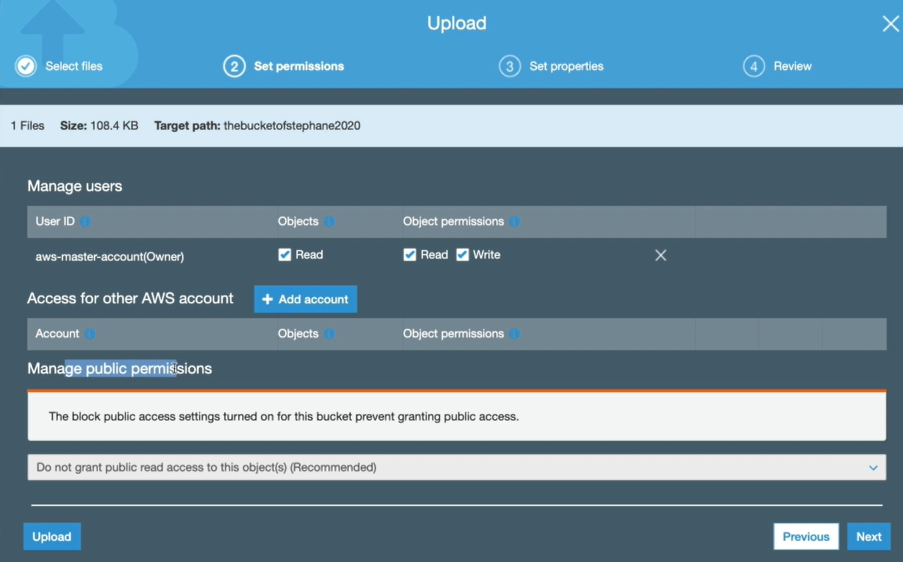 Upload
Select files
2 Set permissions
3 Set properties
4 Review
1 Files Size: 108.4 KB Target path: thebucketofstephane2020
Manage users
User ID Objects Object permissions
aws-master-account(Owner) Read Read Write
Access for other AWS account + Add account
Account Objects Object permissions
Manage public permissions
The block public access settings turned on for this bucket prevent granting public access.
Do not grant public read access to this object(s) (Recommended)
Upload Previous Next